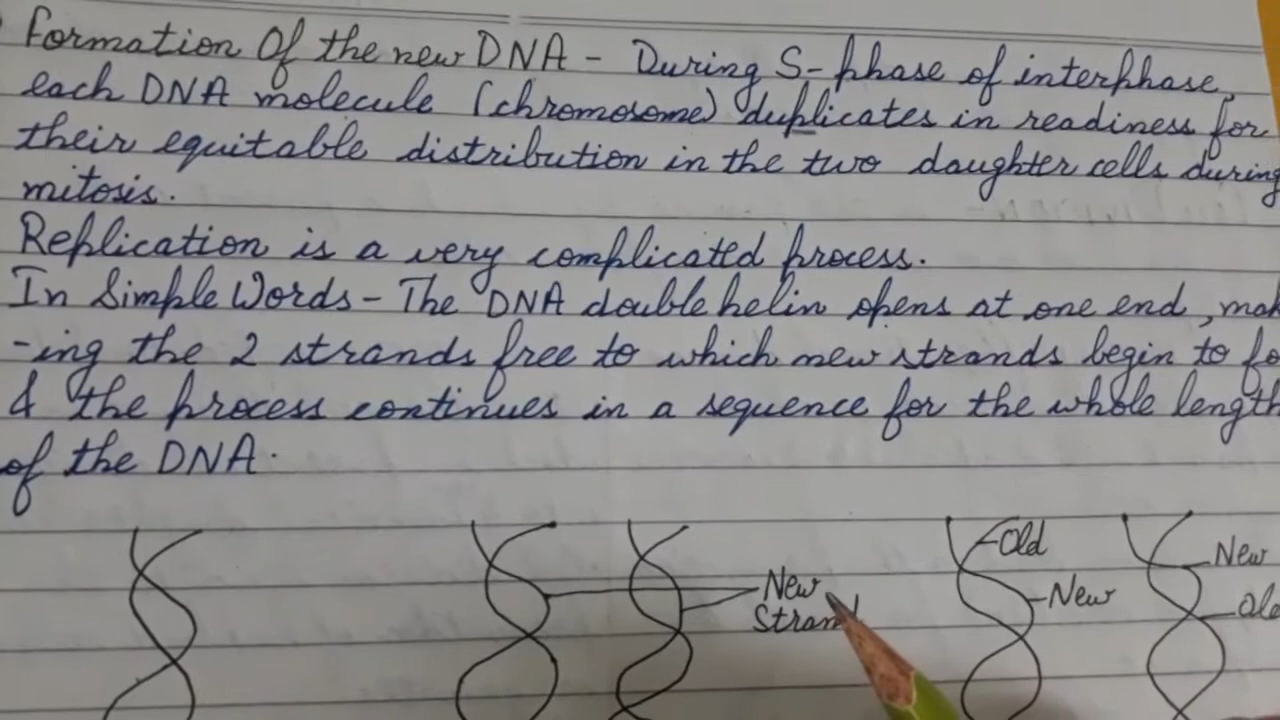 Formation Of the new DNA - During S-phase of interphase,
each DNA molecule (chromosome) duplicates in readiness for
their equitable distribution in the two daughter cells during
mitosis.
Replication is a very complicated process.
In Simple Words - The DNA double helin opens at one end, mak
-ing the 2 strands free to which new strands begin to fo
& the process continues in a sequence for the whole length
of the DNA.
Old
New
New
Strand
New
Old